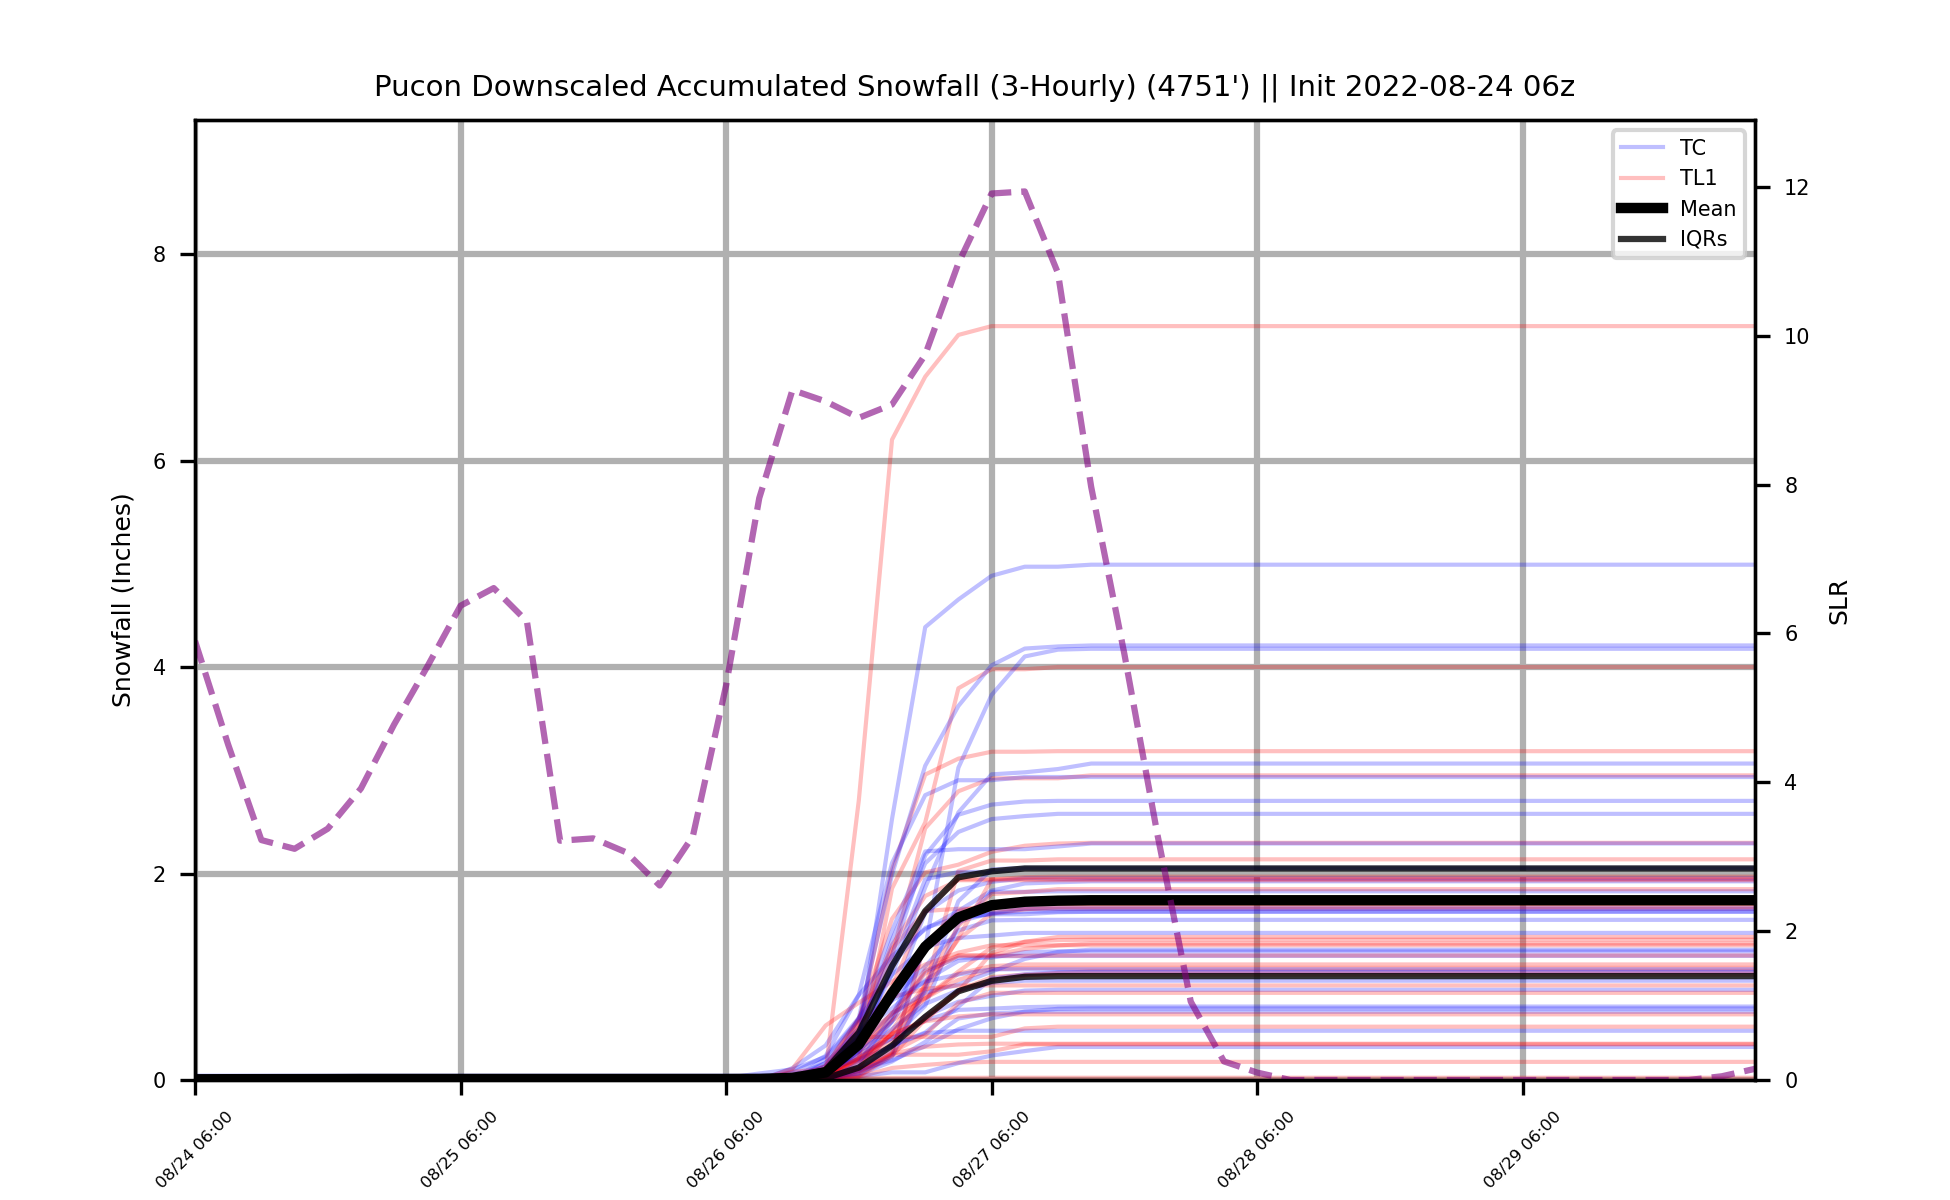 Pucon Downscaled Accumulated Snowfall (3-Hourly) (4751') || Init 2022-08-24 06z
TC
TL1
Mean
IQRs
Snowfall (Inches)
8
6
4
2
0
12
10
8
6
4
2
0
SLR
08/24 06:00
08/25 06:00
08/26 06:00
08/27 06:00
08/28 06:00
08/29 06:00